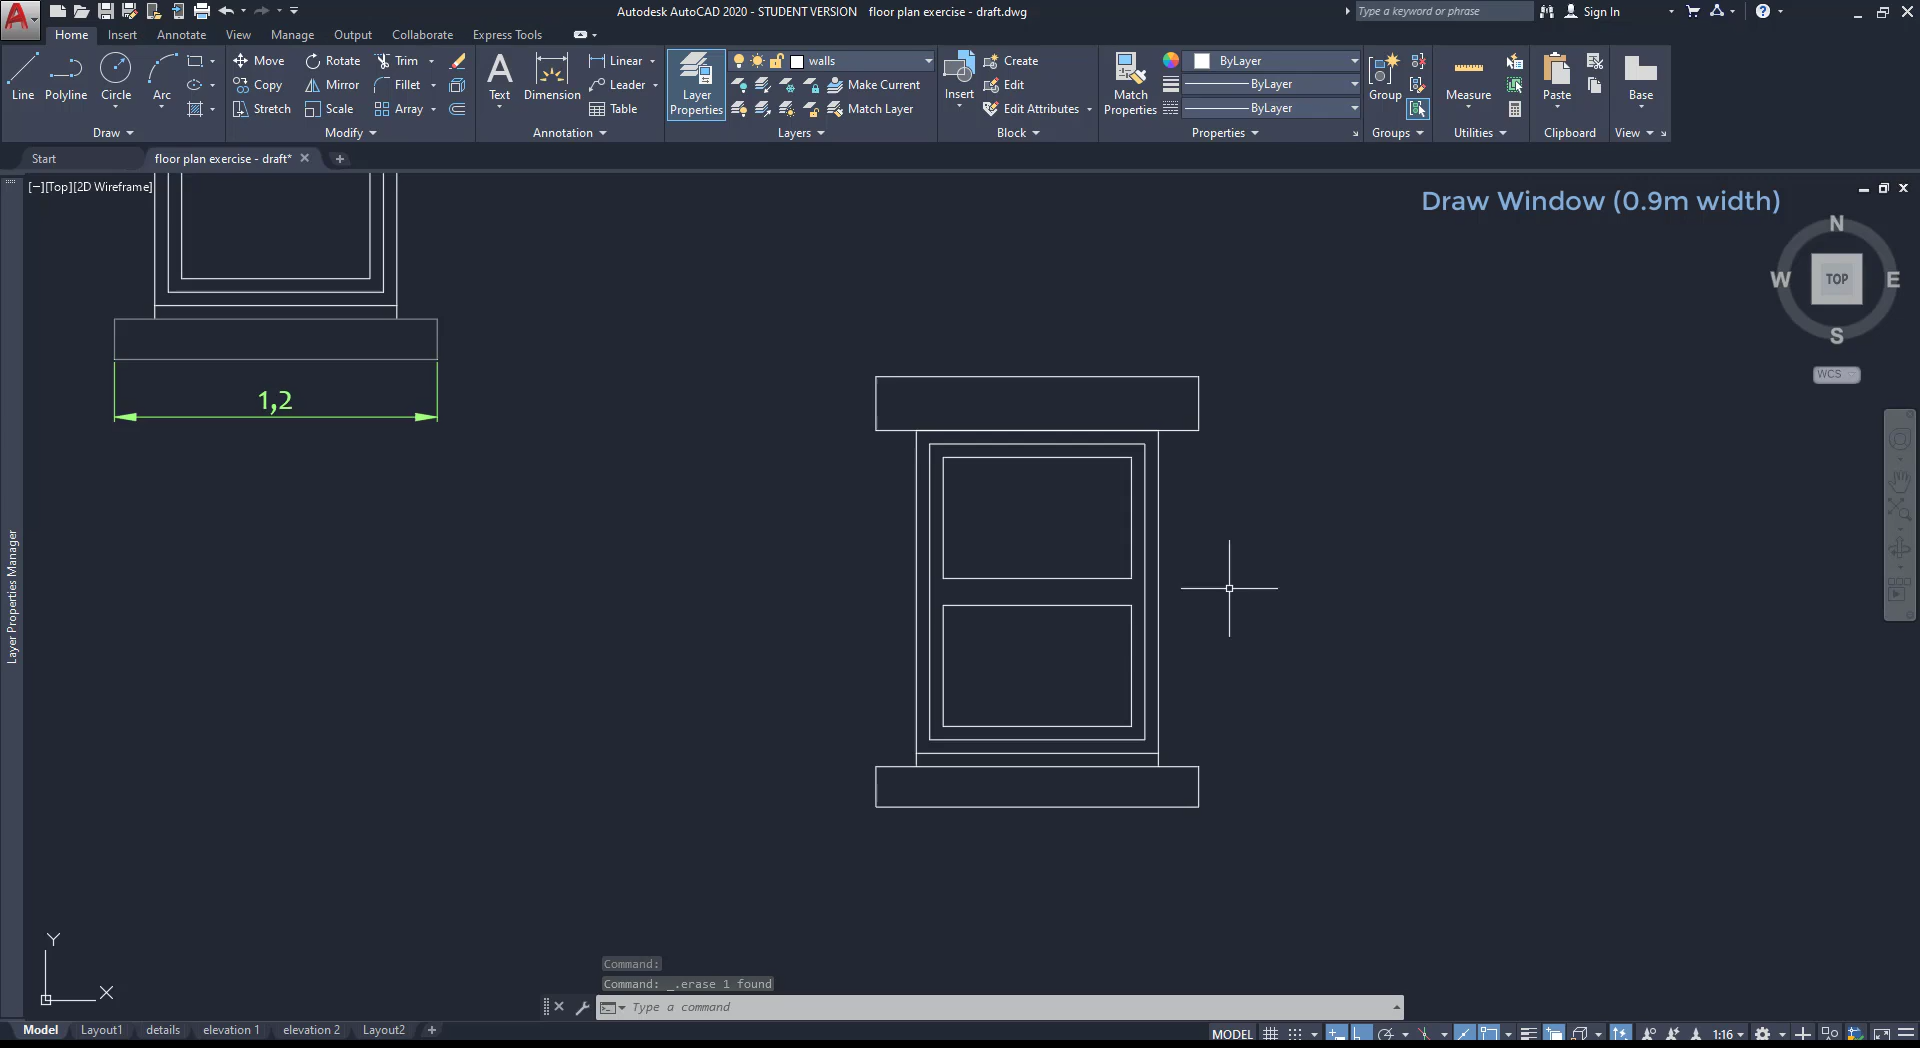 Autodesk AutoCAD 2020 - STUDENT VERSION floor plan exercise - draft.dwg
Type a keyword or phrase
Sign In
Home Insert Annotate View Manage Output Collaborate Express Tools
Line Polyline Circle Arc
Draw
Move Rotate Trim
Copy Mirror Fillet
Stretch Scale Array
Modify
Text Dimension
Linear
Leader
Table
Annotation
Layer Properties
walls
Make Current
Match Layer
Layers
Insert
Create
Edit
Edit Attributes
Block
Match Properties
ByLayer
ByLayer
ByLayer
Properties
Group
Groups
Measure
Utilities
Paste
Clipboard
Base
View
Start floor plan exercise - draft*
[−][Top][2D Wireframe]
Draw Window (0.9m width)
N
W TOP E
S
WCS
1,2
Layer Properties Manager
Y
X
Command:
Command: _.erase 1 found
Type a command
Model Layout1 details elevation 1 elevation 2 Layout2
MODEL 1:16